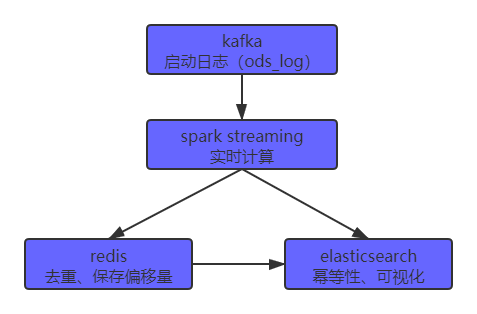 kafka
启动日志（ods_log）
spark streaming
实时计算
redis
去重、保存偏移量
elasticsearch
幂等性、可视化